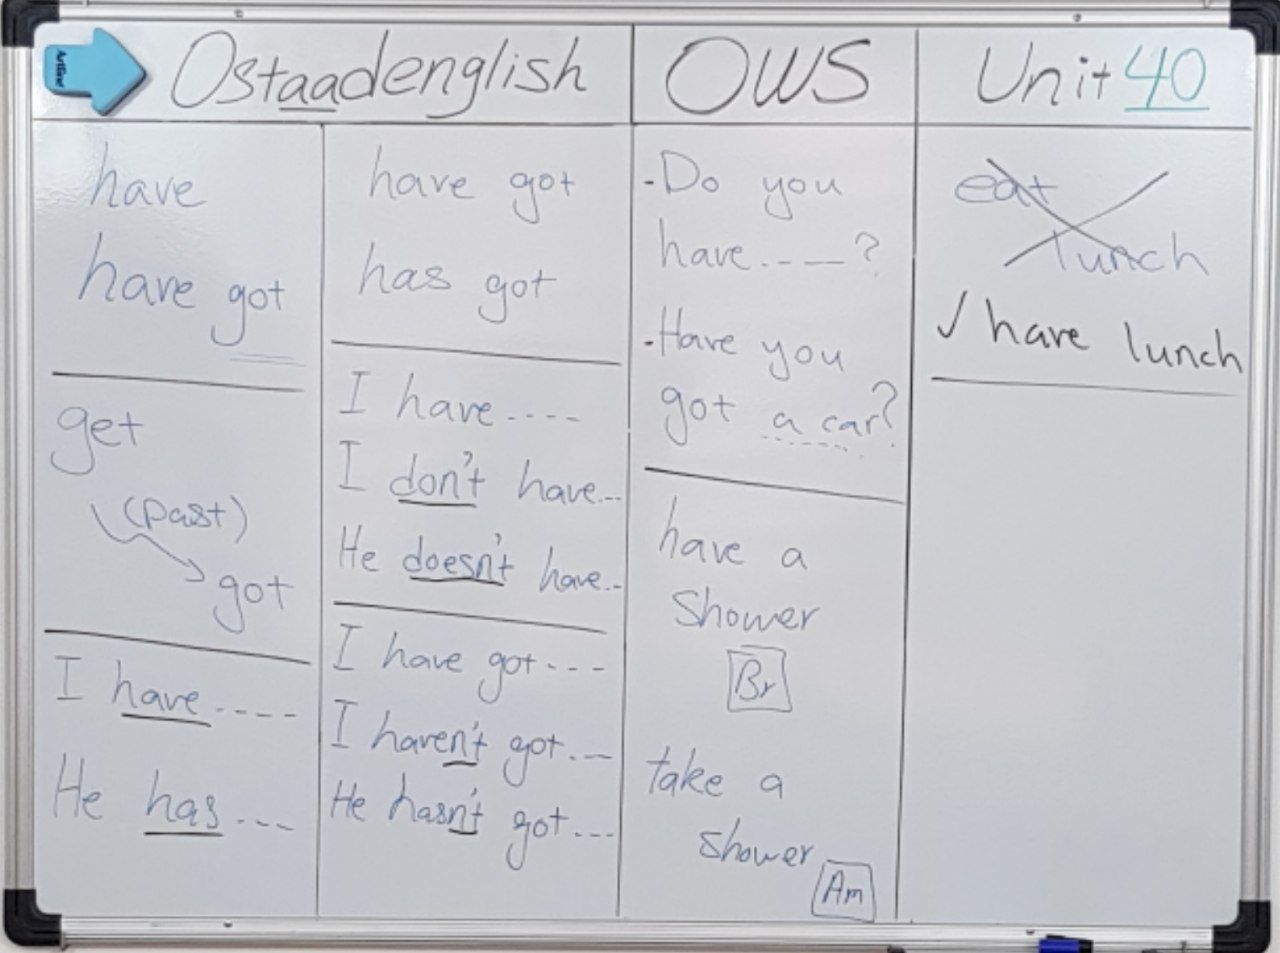 Artline
Ostaadenglish
OWS
Unit 40
have
have got
get
(past)
got
I have ----
He has ---
have got
has got
I have ----
I don't have...
He doesn't have..
I have got ---
I haven't got.--
He hasn't got...
-Do you
have.----?
-Have you
got a car?
have a
shower
Br
take a
shower
Am
eat
lunch
✓ have lunch